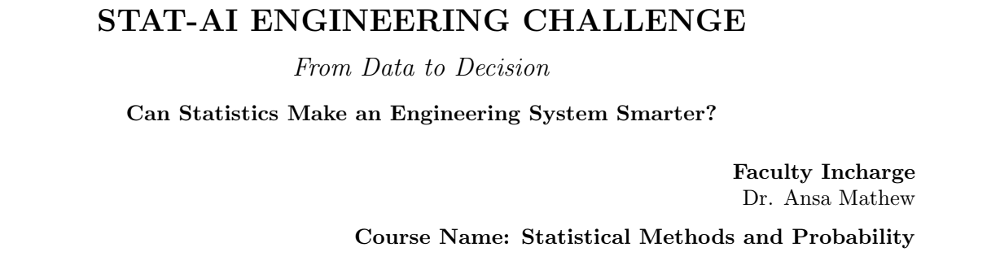 STAT-AI ENGINEERING CHALLENGE
From Data to Decision
Can Statistics Make an Engineering System Smarter?
Faculty Incharge
Dr. Ansa Mathew
Course Name: Statistical Methods and Probability